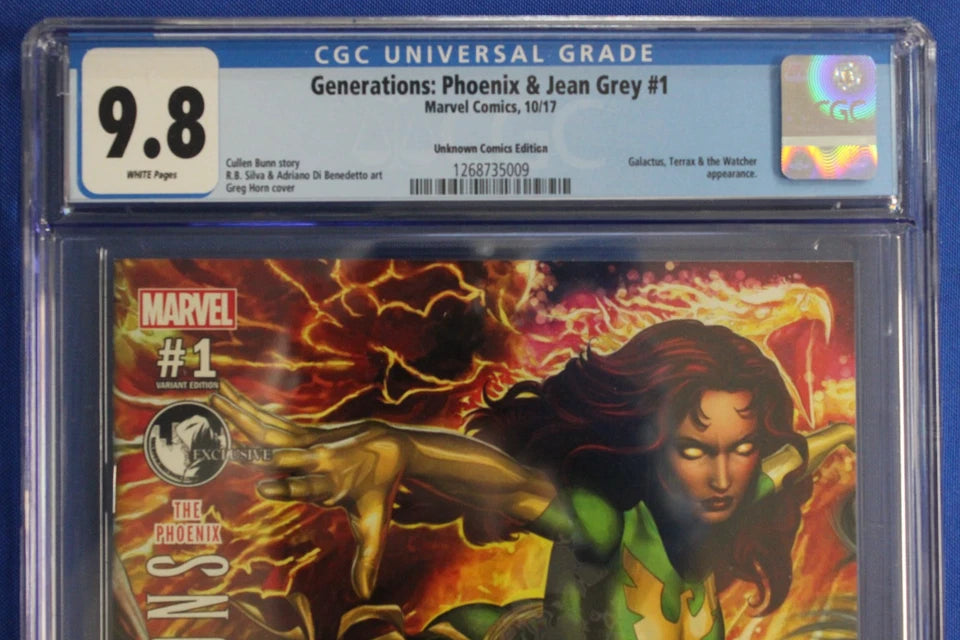 CGC UNIVERSAL GRADE
9.8
WHITE Pages
Generations: Phoenix & Jean Grey #1
Marvel Comics, 10/17
Unknown Comics Edition
Cullen Bunn story
R.B. Silva & Adriano Di Benedetto art
Greg Horn cover
1268735009
Galactus, Terrax & the Watcher
appearance.
CGC
CGC
MARVEL
#1
VARIANT EDITION
EXCLUSIVE
THE
PHOENIX
NS